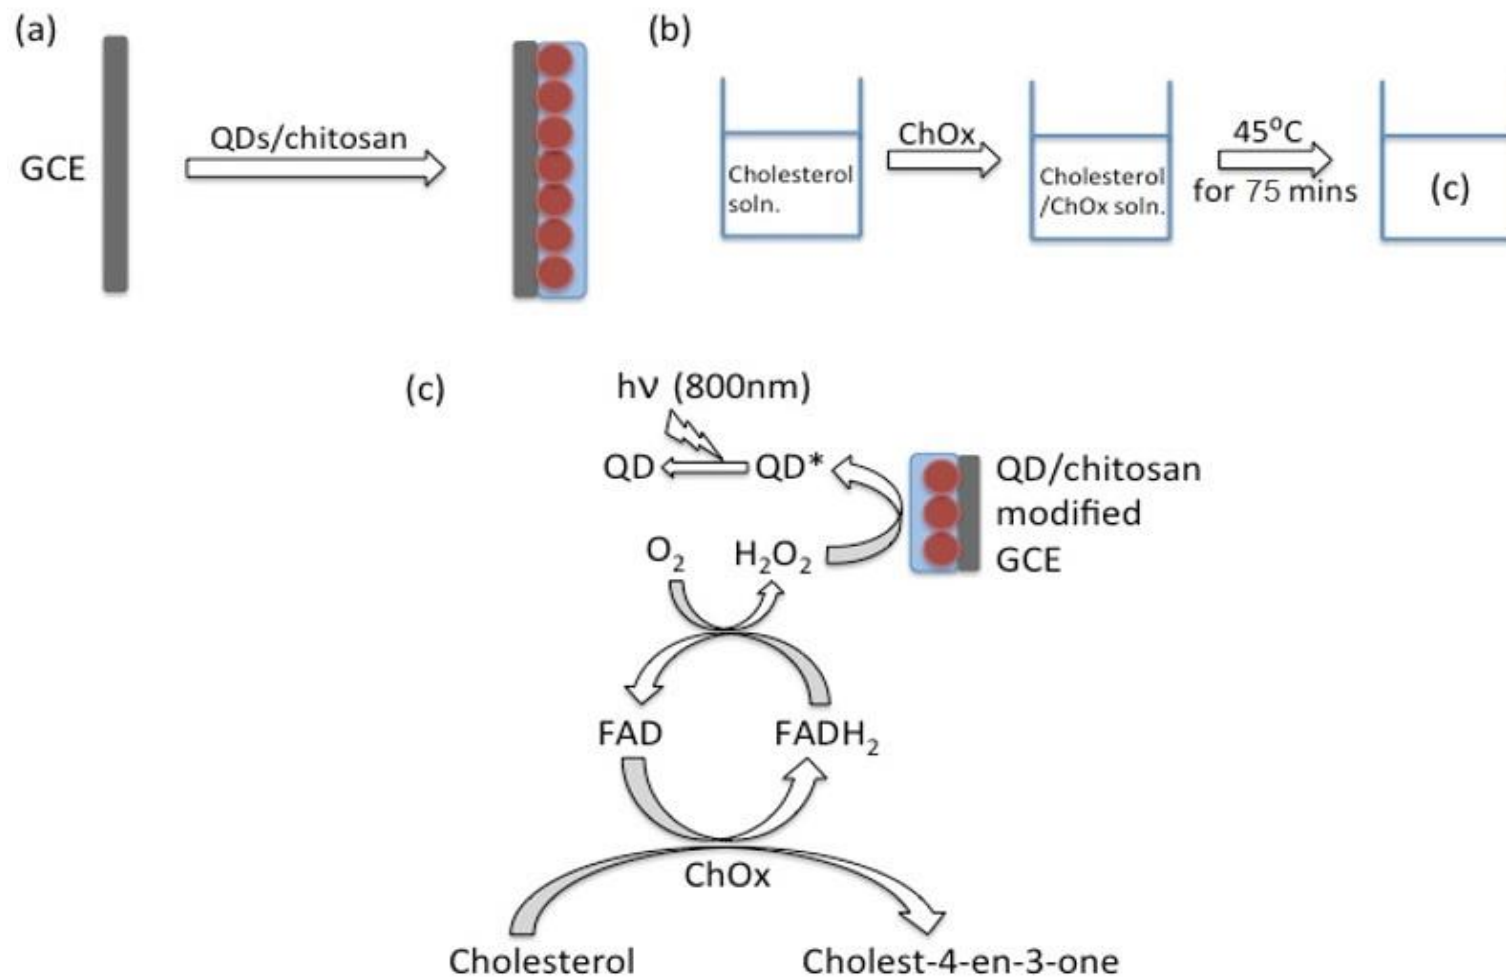 (a)
GCE
QDs/chitosan
(b)
Cholesterol
soln.
ChOx
Cholesterol
/ChOx soln.
45°C
for 75 mins
(c)
(c)
hν (800nm)
QD
QD*
QD/chitosan
modified
GCE
O₂
H₂O₂
FAD
FADH₂
ChOx
Cholesterol
Cholest-4-en-3-one